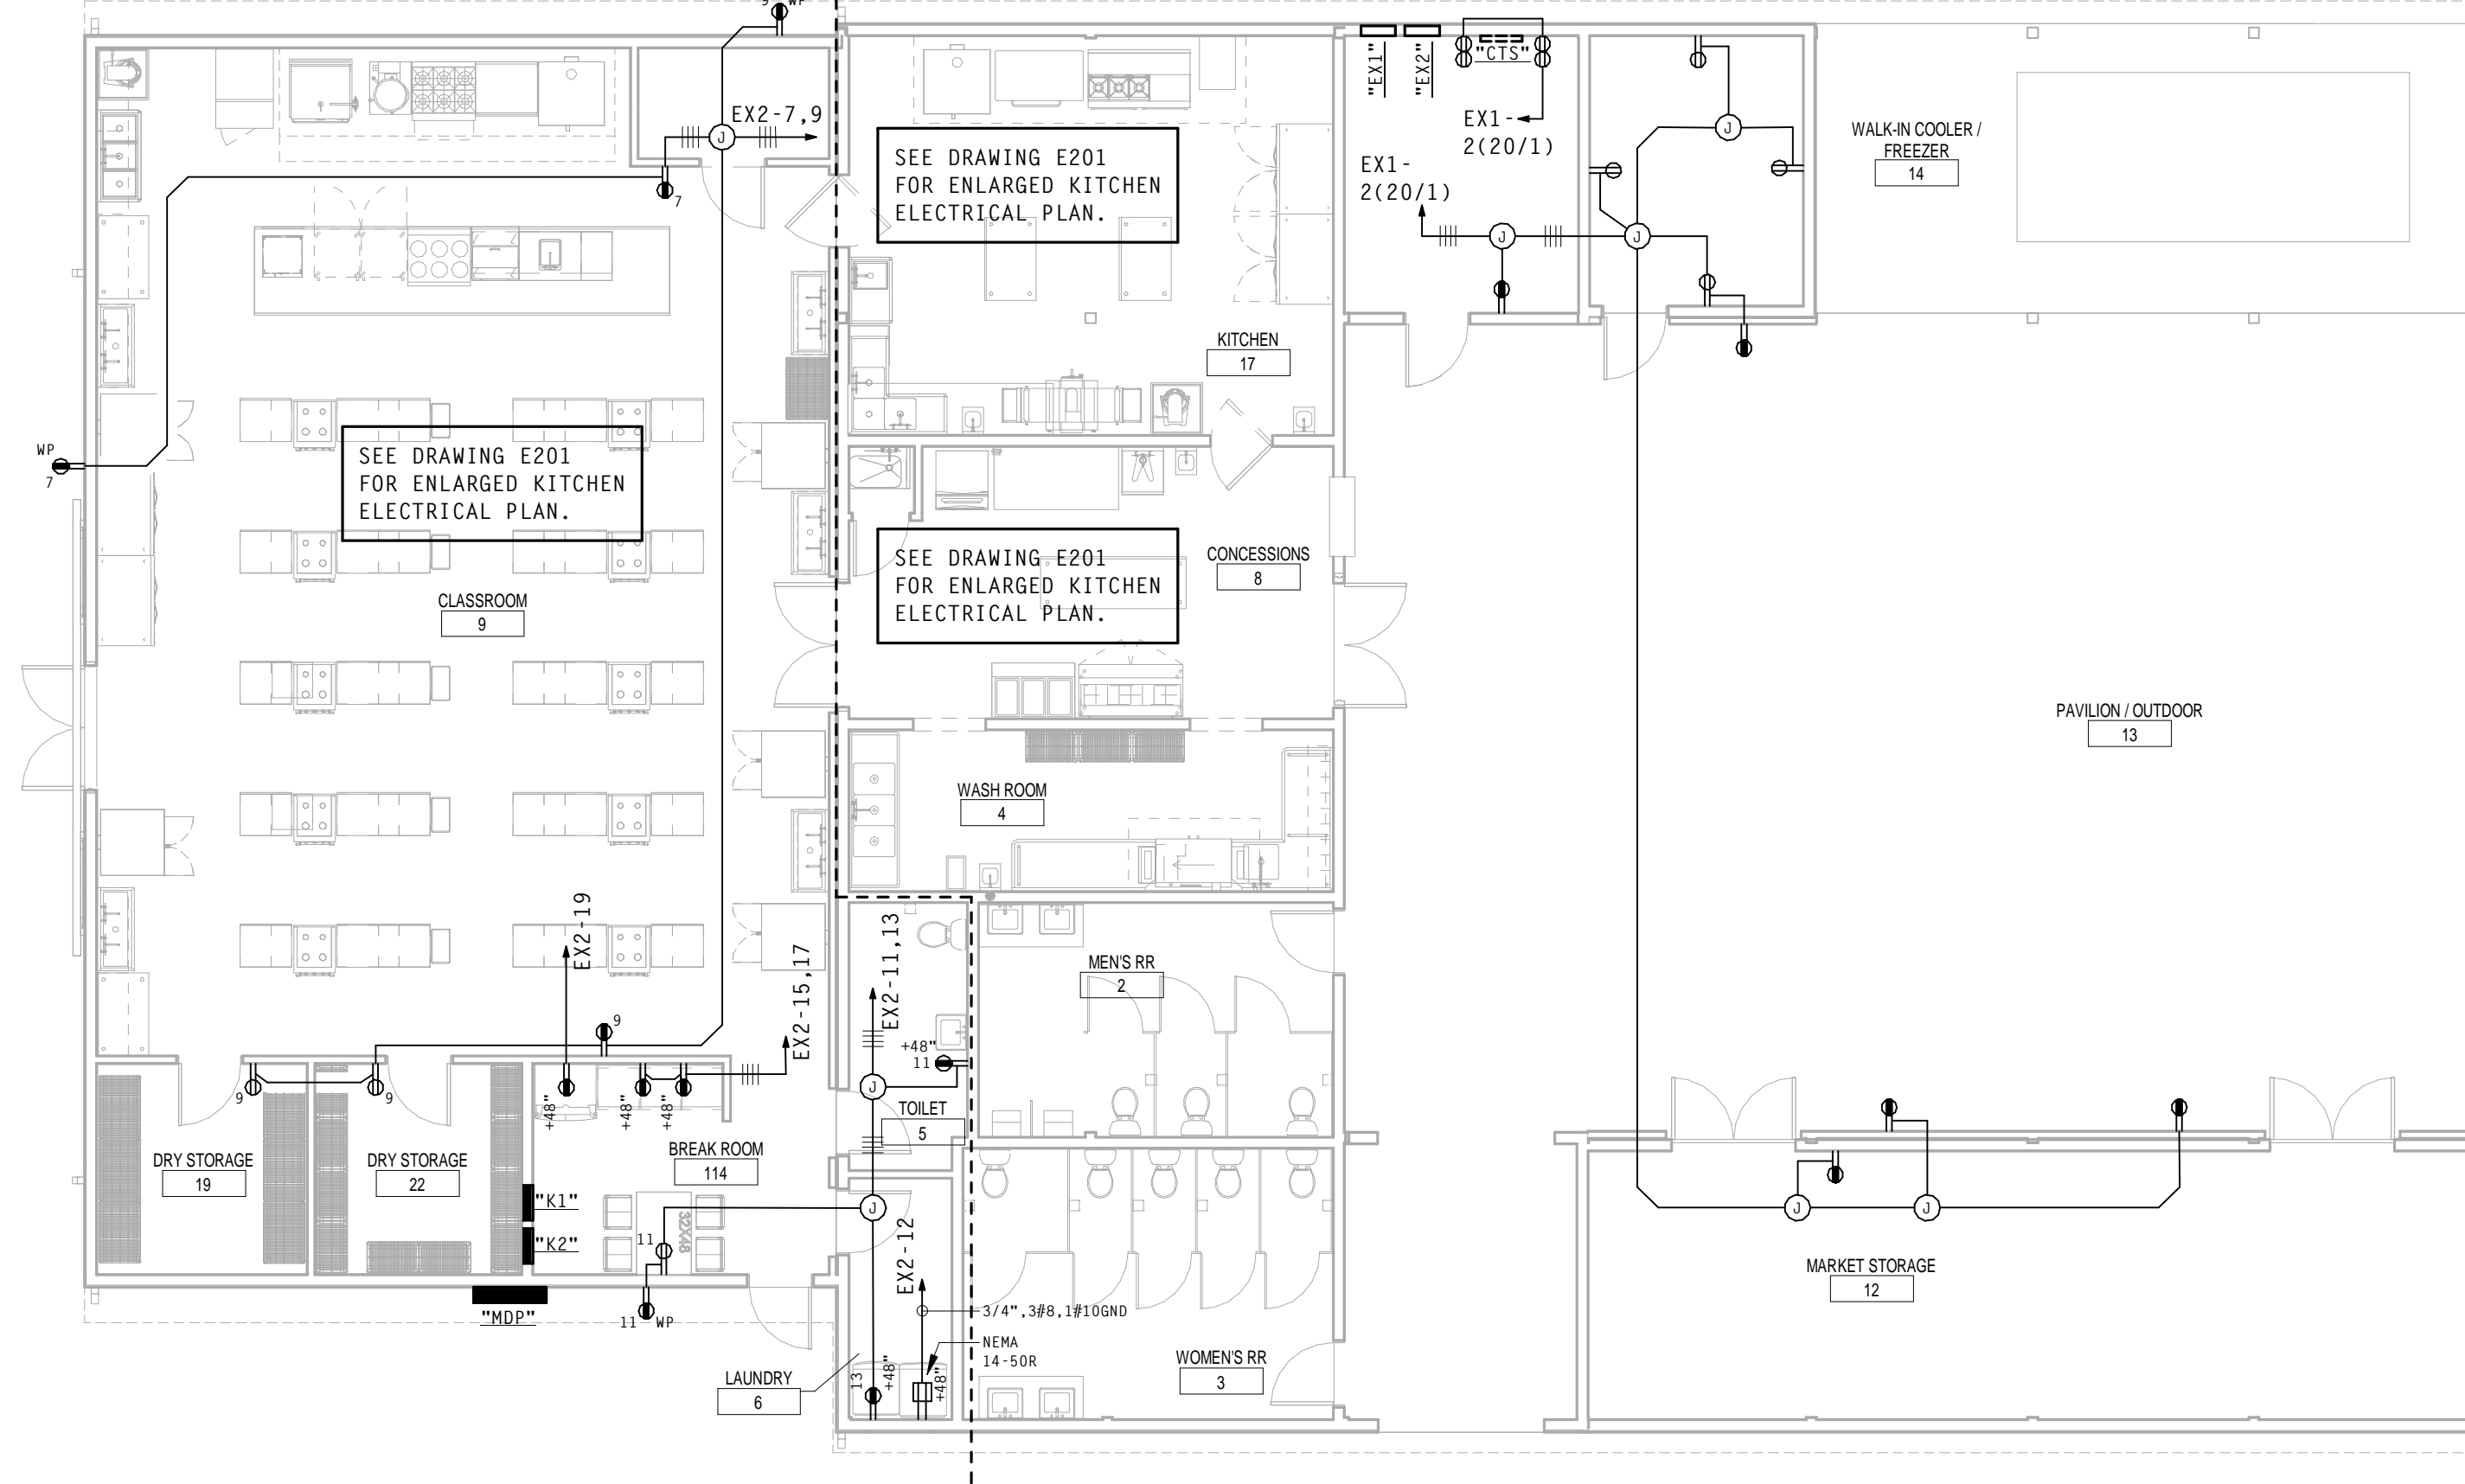 9 WP
EX2-7,9
J
7
"EX1"
"EX2"
"CTS"
EX1-
2(20/1)
EX1-
2(20/1)
J
J
J
WALK-IN COOLER /
FREEZER
14
SEE DRAWING E201
FOR ENLARGED KITCHEN
ELECTRICAL PLAN.
KITCHEN
17
WP
7
SEE DRAWING E201
FOR ENLARGED KITCHEN
ELECTRICAL PLAN.
SEE DRAWING E201
FOR ENLARGED KITCHEN
ELECTRICAL PLAN.
CONCESSIONS
8
CLASSROOM
9
PAVILION / OUTDOOR
13
WASH ROOM
4
EX2-19
EX2-15,17
EX2-11,13
MEN'S RR
2
9
+48"
11
9
9
+48"
+48"
+48"
J
TOILET
5
DRY STORAGE
19
DRY STORAGE
22
BREAK ROOM
114
"K1"
"K2"
32X48
11
J
EX2-12
J
J
"MDP"
11 WP
3/4",3#8,1#10GND
NEMA
14-50R
MARKET STORAGE
12
LAUNDRY
6
13
+48"
+48"
WOMEN'S RR
3